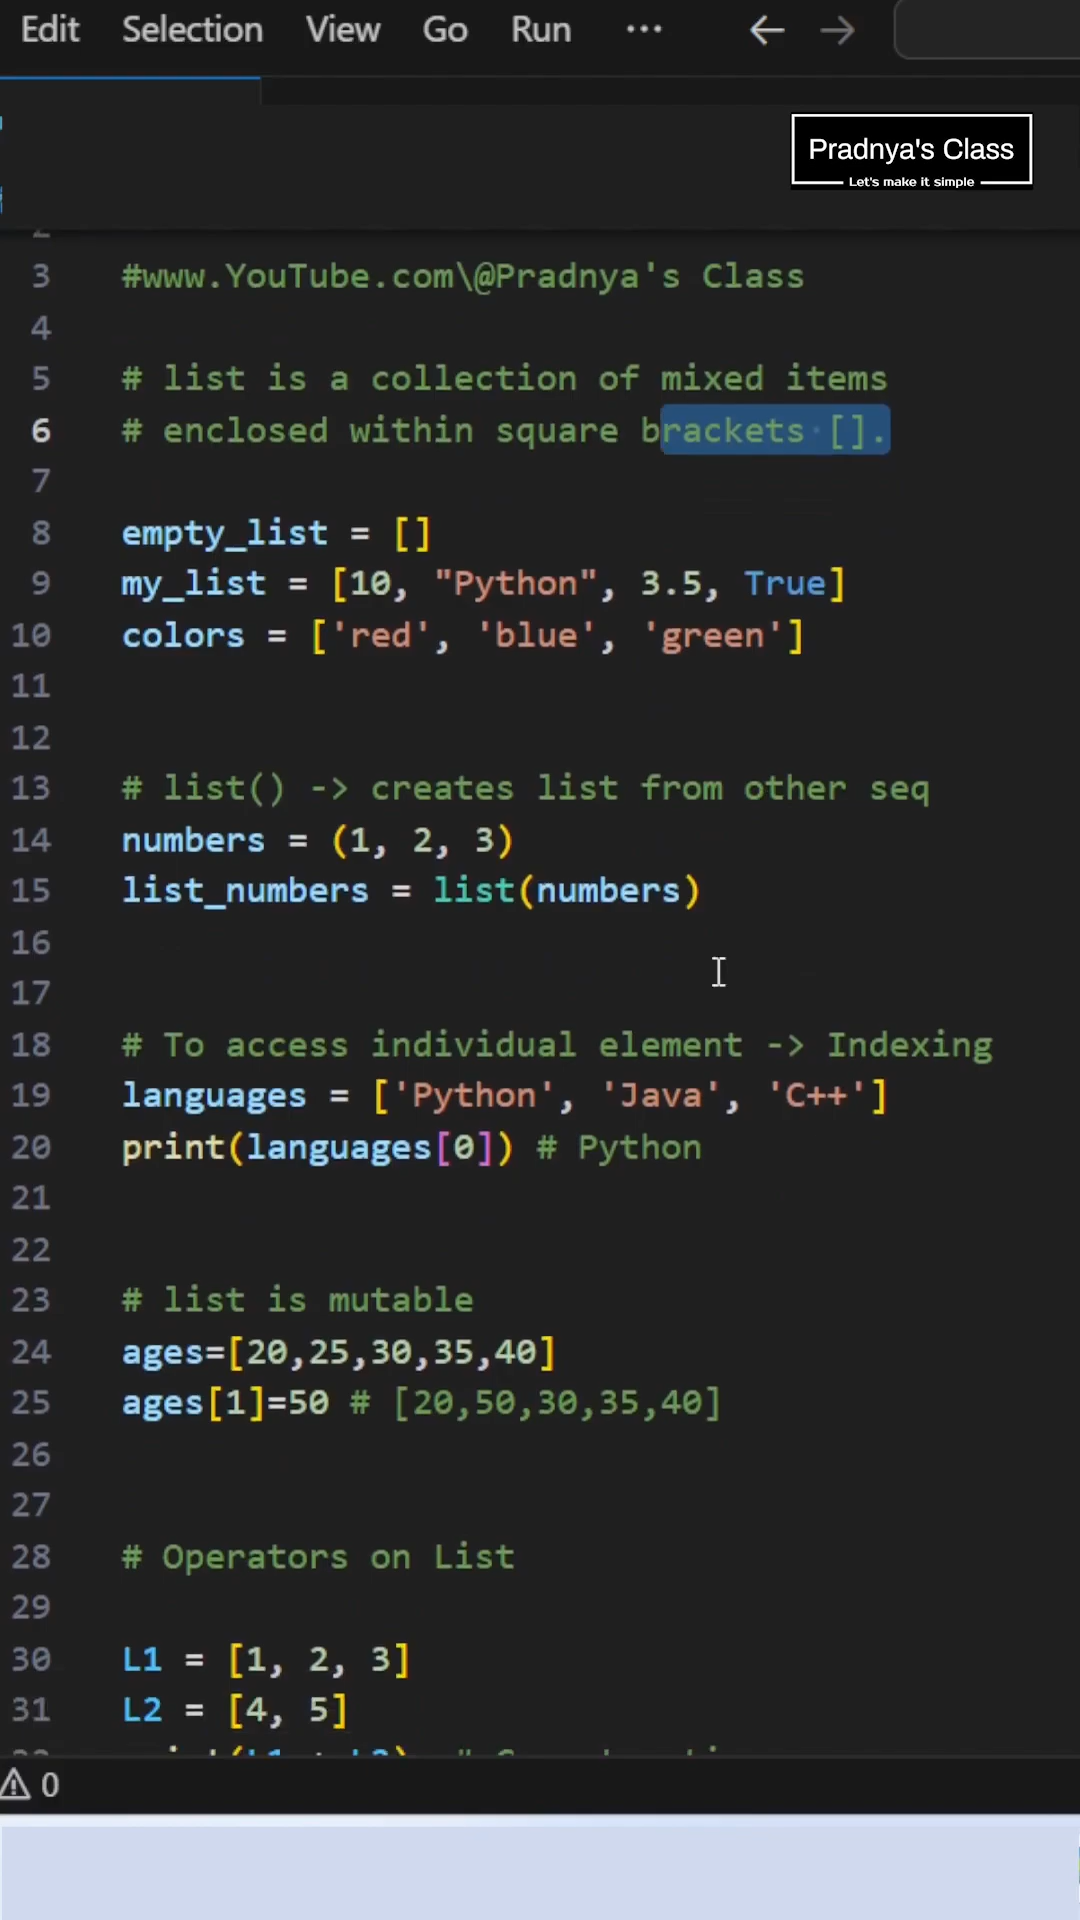 Edit Selection View Go Run ...
Pradnya's Class
Let's make it simple
3 #www.YouTube.com\@Pradnya's Class
4
5 # list is a collection of mixed items
6 # enclosed within square brackets [].
7
8 empty_list = []
9 my_list = [10, "Python", 3.5, True]
10 colors = ['red', 'blue', 'green']
11
12
13 # list() -> creates list from other seq
14 numbers = (1, 2, 3)
15 list_numbers = list(numbers)
16
17
18 # To access individual element -> Indexing
19 languages = ['Python', 'Java', 'C++']
20 print(languages[0]) # Python
21
22
23 # list is mutable
24 ages=[20,25,30,35,40]
25 ages[1]=50 # [20,50,30,35,40]
26
27
28 # Operators on List
29
30 L1 = [1, 2, 3]
31 L2 = [4, 5]
0